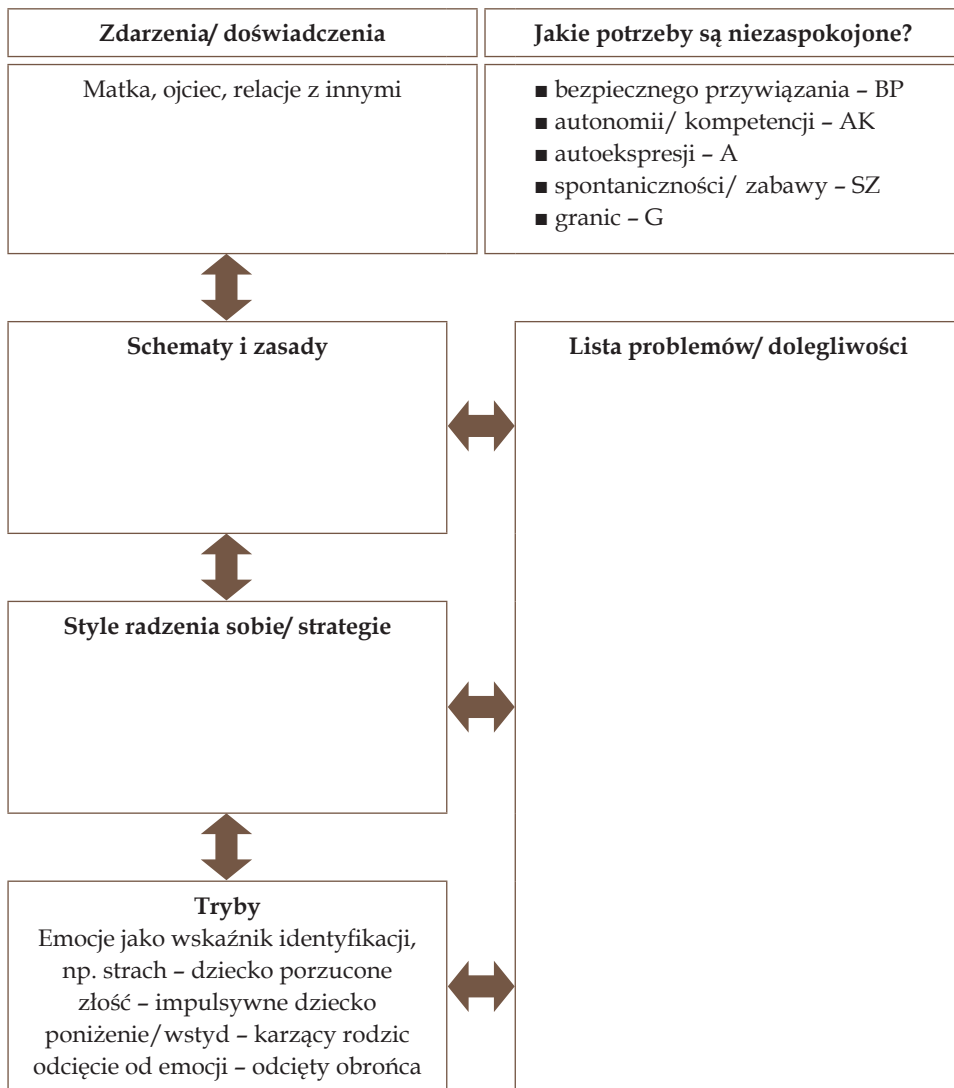 Zdarzenia/ doświadczenia
Jakie potrzeby są niezaspokojone?
Matka, ojciec, relacje z innymi
■ bezpiecznego przywiązania – BP
■ autonomii/ kompetencji – AK
■ autoekspresji – A
■ spontaniczności/ zabawy – SZ
■ granic – G
Schematy i zasady
Lista problemów/ dolegliwości
Style radzenia sobie/ strategie
Tryby
Emocje jako wskaźnik identyfikacji,
np. strach – dziecko porzucone
złość – impulsywne dziecko
poniżenie/wstyd – karzący rodzic
odcięcie od emocji – odcięty obrońca